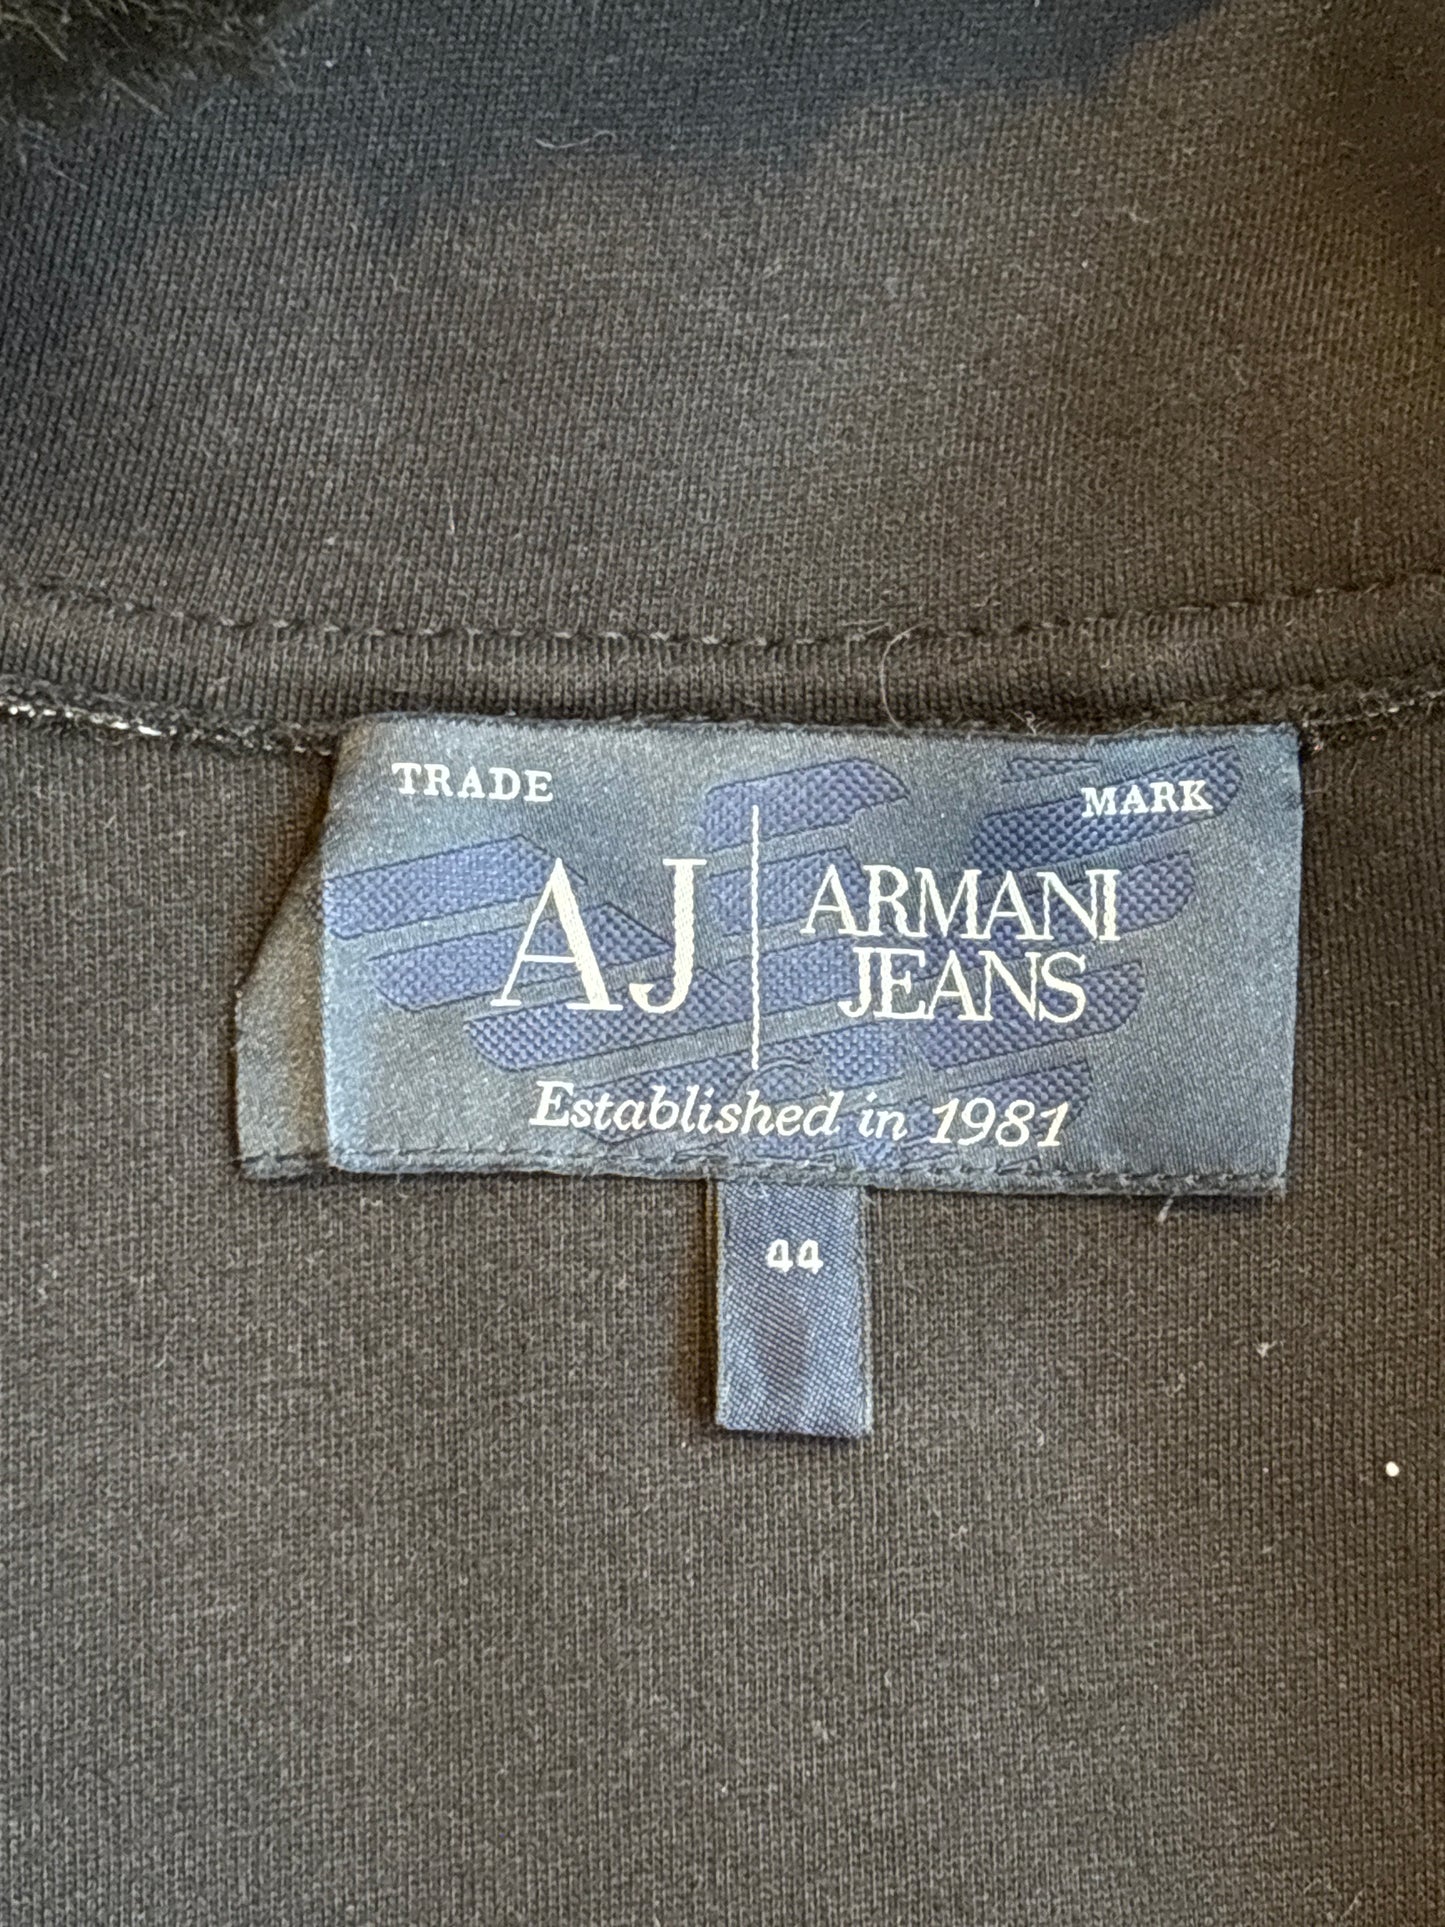 TRADE MARK
AJ ARMANI
JEANS
Established in 1981
44